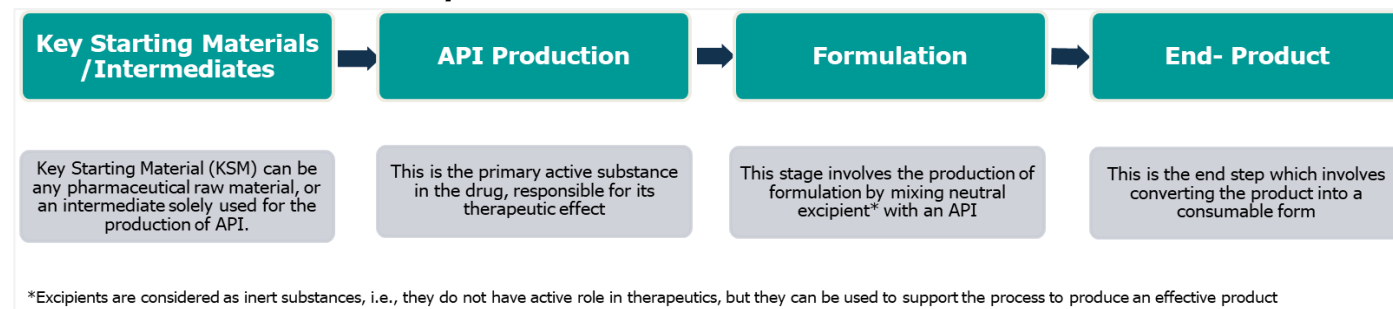 Key Starting Materials
/Intermediates
API Production
Formulation
End- Product
Key Starting Material (KSM) can be
any pharmaceutical raw material, or
an intermediate solely used for the
production of API.
This is the primary active substance
in the drug, responsible for its
therapeutic effect
This stage involves the production of
formulation by mixing neutral
excipient* with an API
This is the end step which involves
converting the product into a
consumable form
*Excipients are considered as inert substances, i.e., they do not have active role in therapeutics, but they can be used to support the process to produce an effective product